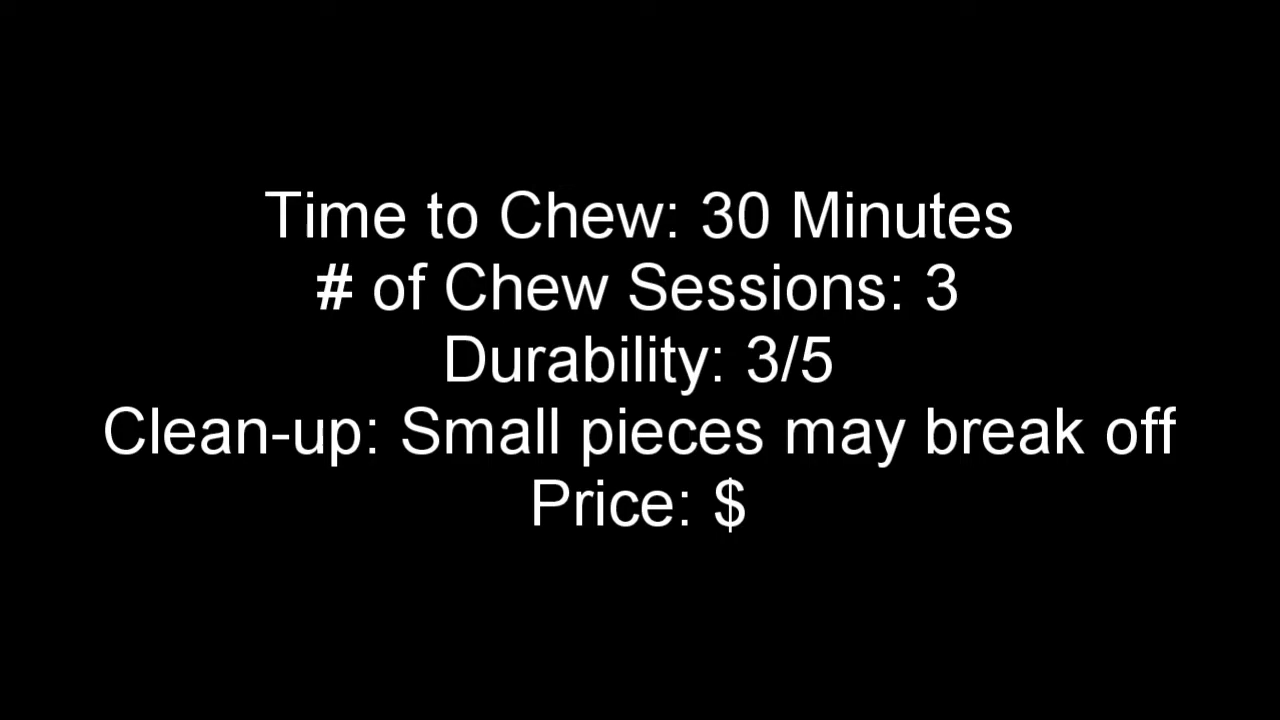 Time to Chew: 30 Minutes
# of Chew Sessions: 3
Durability: 3/5
Clean-up: Small pieces may break off
Price: $